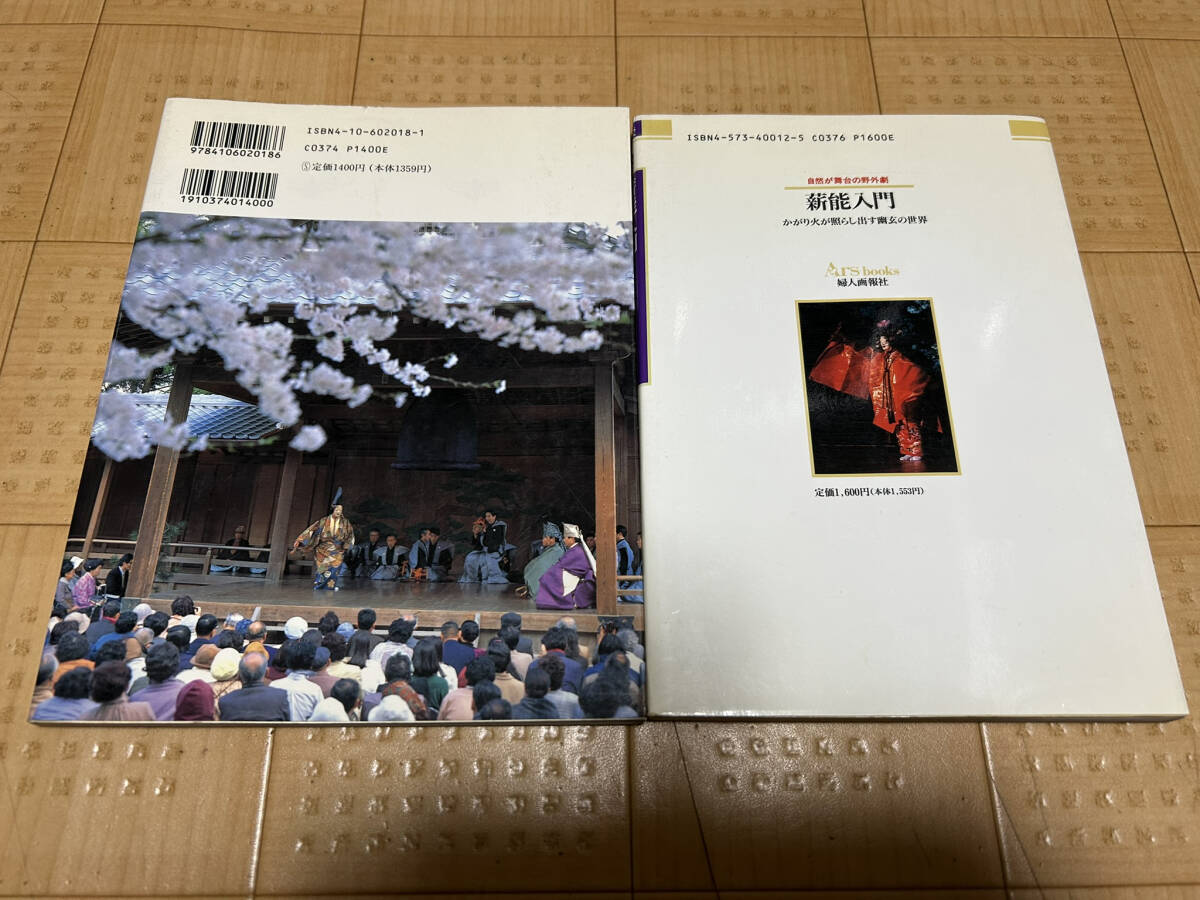 ISBN4-10-602018-1
C0374 P1400E
Ⓢ定価1400円(本体1359円)
9784106020186
1910374014000
ISBN4-573-40012-5 C0376 P1600E
自然が舞台の野外劇
薪能入門
かがり火が照らし出す幽玄の世界
Ars books
婦人画報社
定価1,600円(本体1,553円)